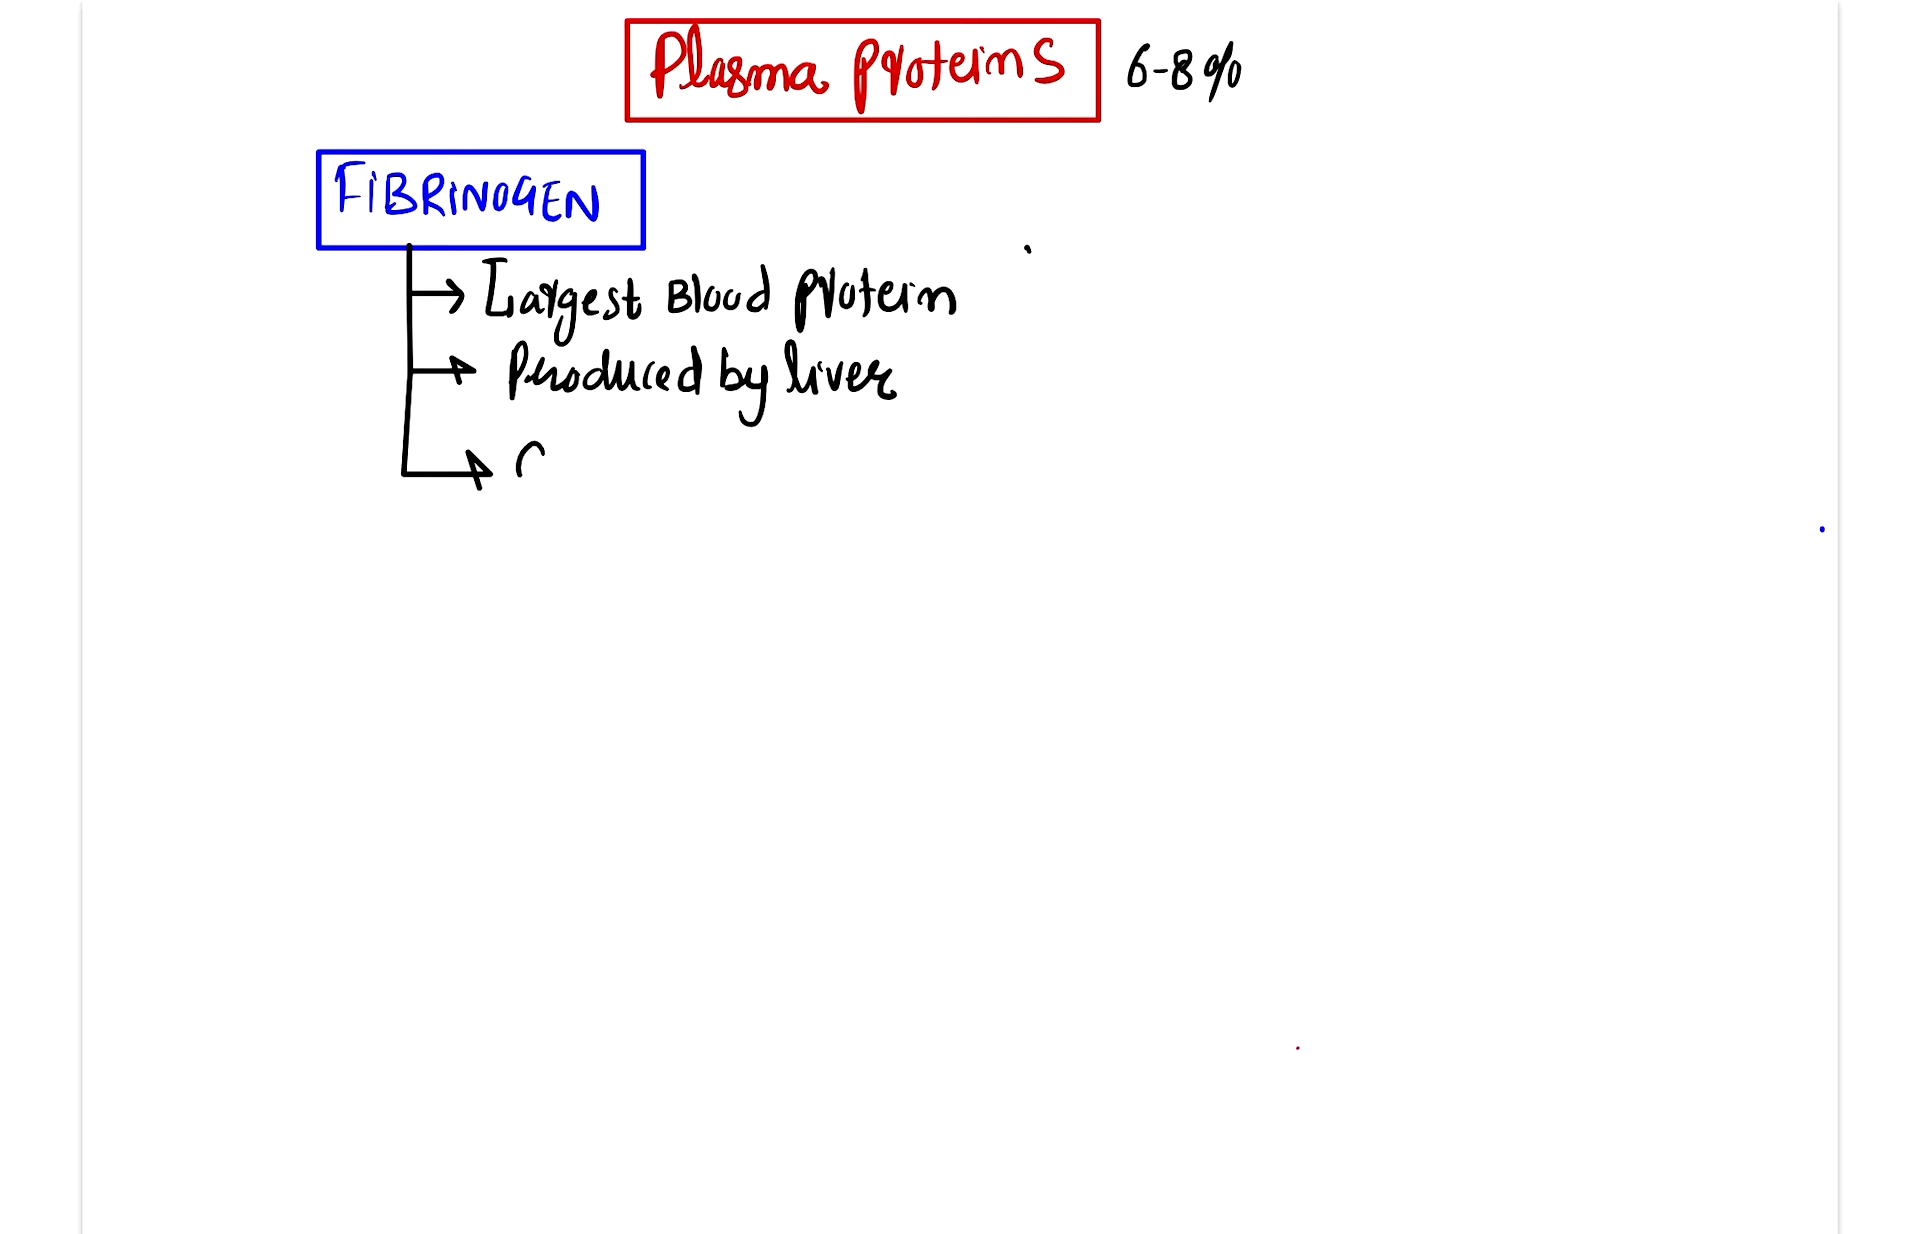 Plasma proteins 6-8%
FIBRINOGEN
→ Largest Blood protein
→ Produced by liver
→